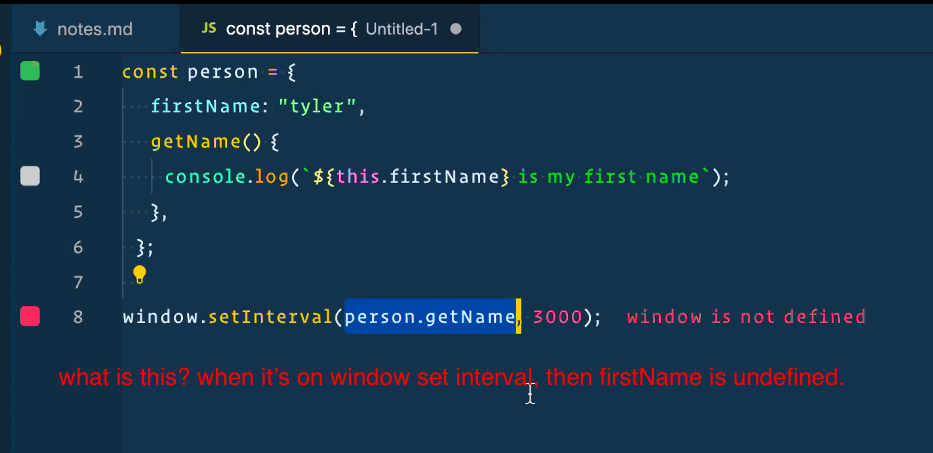 notes.md
JS const person = { Untitled-1
1 const person = {
2 firstName: "tyler",
3 getName() {
4 console.log(`${this.firstName} is my first name`);
5 },
6 };
7
8 window.setInterval(person.getName, 3000); window is not defined
what is this? when it's on window set interval, then firstName is undefined.